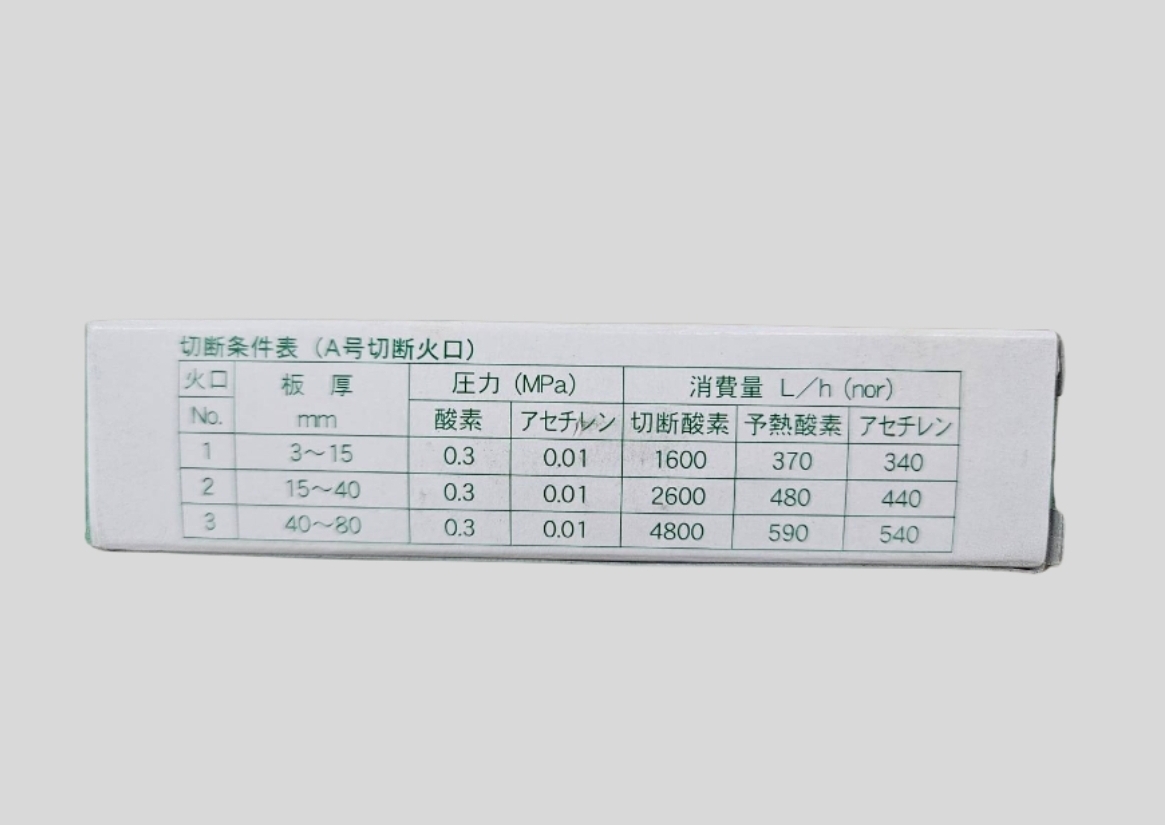 切断条件表（A号切断火口）
火口 板 厚 圧力（MPa） 消費量 L／h（nor）
No. mm 酸素 アセチレン 切断酸素 予熱酸素 アセチレン
1 3～15 0.3 0.01 1600 370 340
2 15～40 0.3 0.01 2600 480 440
3 40～80 0.3 0.01 4800 590 540